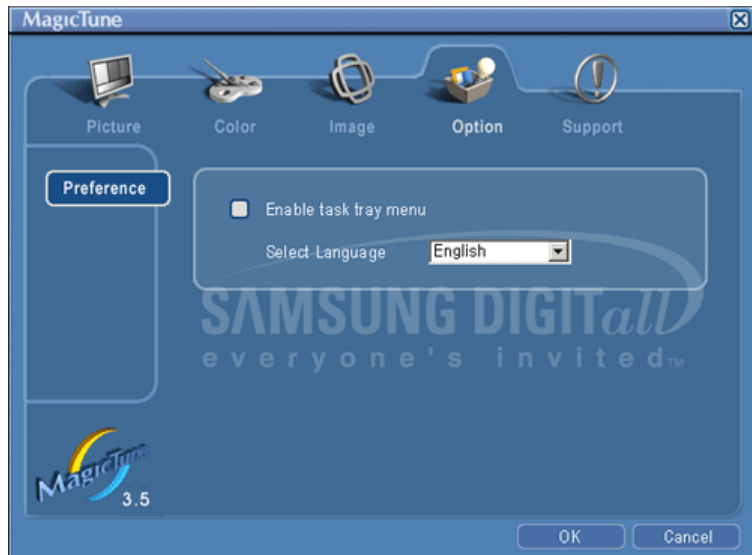 MagicTune
Picture Color Image Option Support
Preference
Enable task tray menu
Select Language English
SAMSUNG DIGITall
everyone's invited™
MagicTune
3.5
OK Cancel